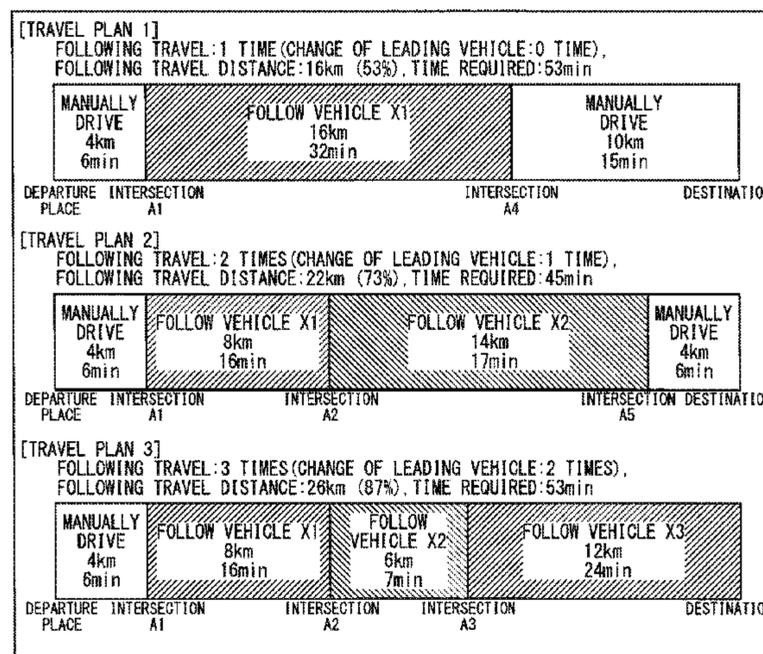 [TRAVEL PLAN 1]
FOLLOWING TRAVEL:1 TIME(CHANGE OF LEADING VEHICLE:0 TIME),
FOLLOWING TRAVEL DISTANCE:16km (53%),TIME REQUIRED:53min
MANUALLY
DRIVE
4km
6min
FOLLOW VEHICLE X1
16km
32min
MANUALLY
DRIVE
10km
15min
DEPARTURE PLACE
INTERSECTION A1
INTERSECTION A4
DESTINATIO
[TRAVEL PLAN 2]
FOLLOWING TRAVEL:2 TIMES(CHANGE OF LEADING VEHICLE:1 TIME),
FOLLOWING TRAVEL DISTANCE:22km (73%),TIME REQUIRED:45min
MANUALLY
DRIVE
4km
6min
FOLLOW VEHICLE X1
8km
16min
FOLLOW VEHICLE X2
14km
17min
MANUALLY
DRIVE
4km
6min
DEPARTURE PLACE
INTERSECTION A1
INTERSECTION A2
INTERSECTION A5
DESTINATIO
[TRAVEL PLAN 3]
FOLLOWING TRAVEL:3 TIMES(CHANGE OF LEADING VEHICLE:2 TIMES),
FOLLOWING TRAVEL DISTANCE:26km (87%),TIME REQUIRED:53min
MANUALLY
DRIVE
4km
6min
FOLLOW VEHICLE X1
8km
16min
FOLLOW
VEHICLE X2
6km
7min
FOLLOW VEHICLE X3
12km
24min
DEPARTURE PLACE
INTERSECTION A1
INTERSECTION A2
INTERSECTION A3
DESTINATIO